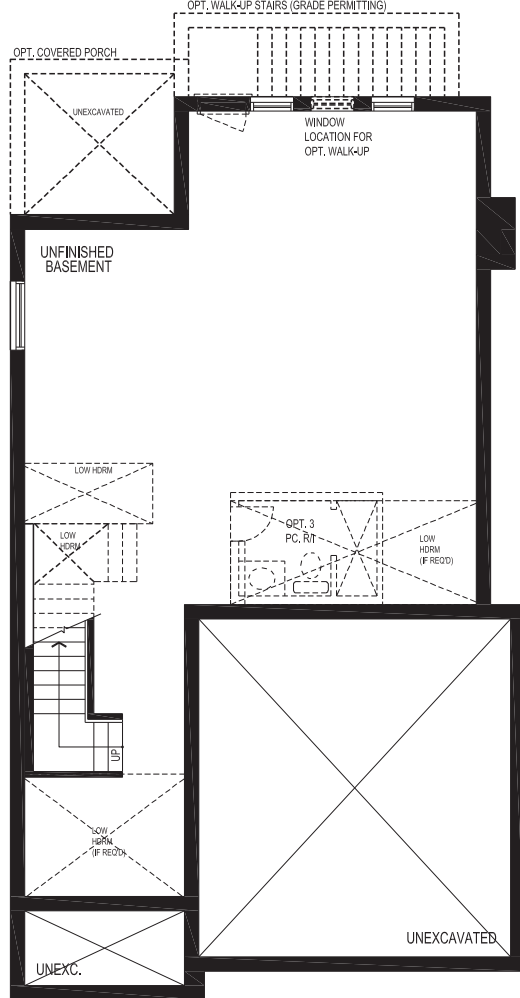 OPT. WALK-UP STAIRS (GRADE PERMITTING)
OPT. COVERED PORCH
UNEXCAVATED
WINDOW
LOCATION FOR
OPT. WALK-UP
UNFINISHED
BASEMENT
LOW HDRM
LOW
HDRM
OPT. 3
PC. R/I
LOW
HDRM
(IF REQ'D)
UP
LOW
HDRM
(IF REQ'D)
UNEXCAVATED
UNEXC.